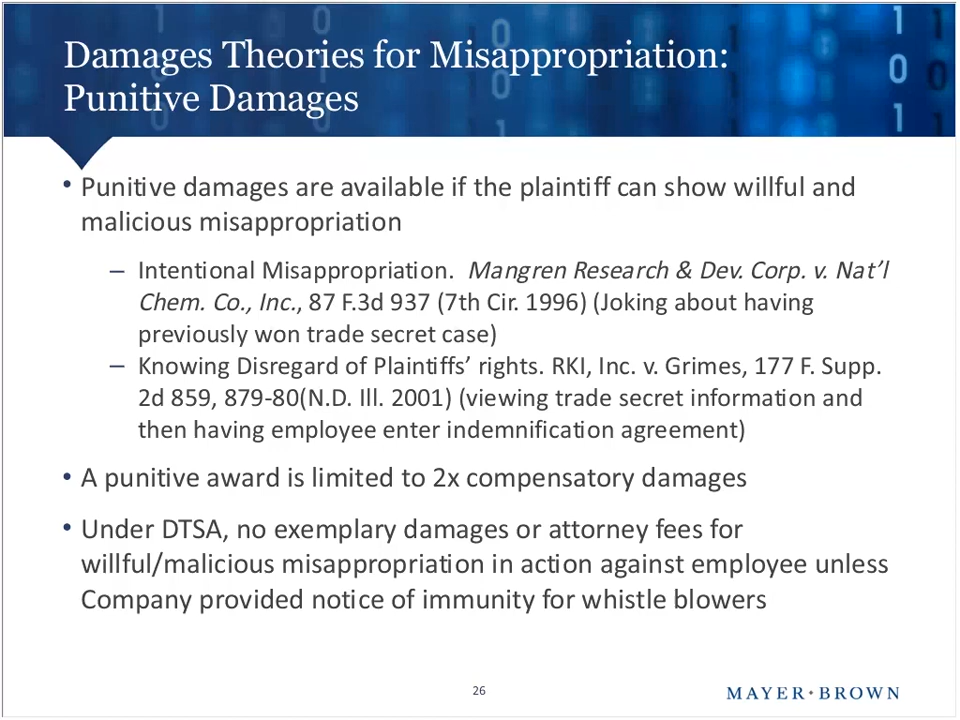 Damages Theories for Misappropriation:
Punitive Damages
• Punitive damages are available if the plaintiff can show willful and
malicious misappropriation
– Intentional Misappropriation.  Mangren Research & Dev. Corp. v. Nat’l
Chem. Co., Inc., 87 F.3d 937 (7th Cir. 1996) (Joking about having
previously won trade secret case)
– Knowing Disregard of Plaintiffs’ rights. RKI, Inc. v. Grimes, 177 F. Supp.
2d 859, 879-80(N.D. Ill. 2001) (viewing trade secret information and
then having employee enter indemnification agreement)
• A punitive award is limited to 2x compensatory damages
• Under DTSA, no exemplary damages or attorney fees for
willful/malicious misappropriation in action against employee unless
Company provided notice of immunity for whistle blowers
26
MAYER•BROWN